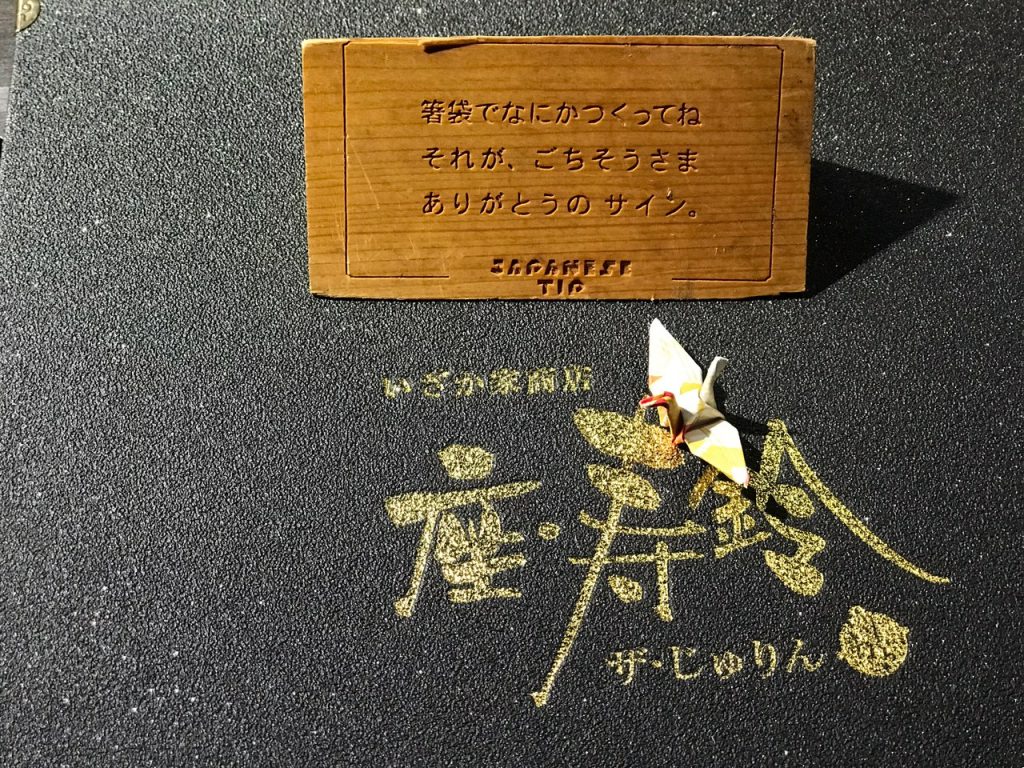 箸袋でなにかつくってね
それが、ごちそうさま
ありがとうの サイン。
JAPANESE
TIP
いざか家商店
座・寿鈴
ザ・じゅりん